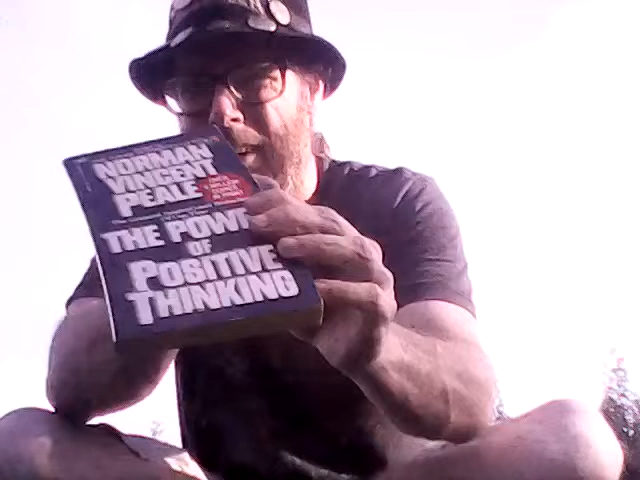 NORMAN
VINCENT
PEALE
THE POW
OF
POSITIVE
THINKING